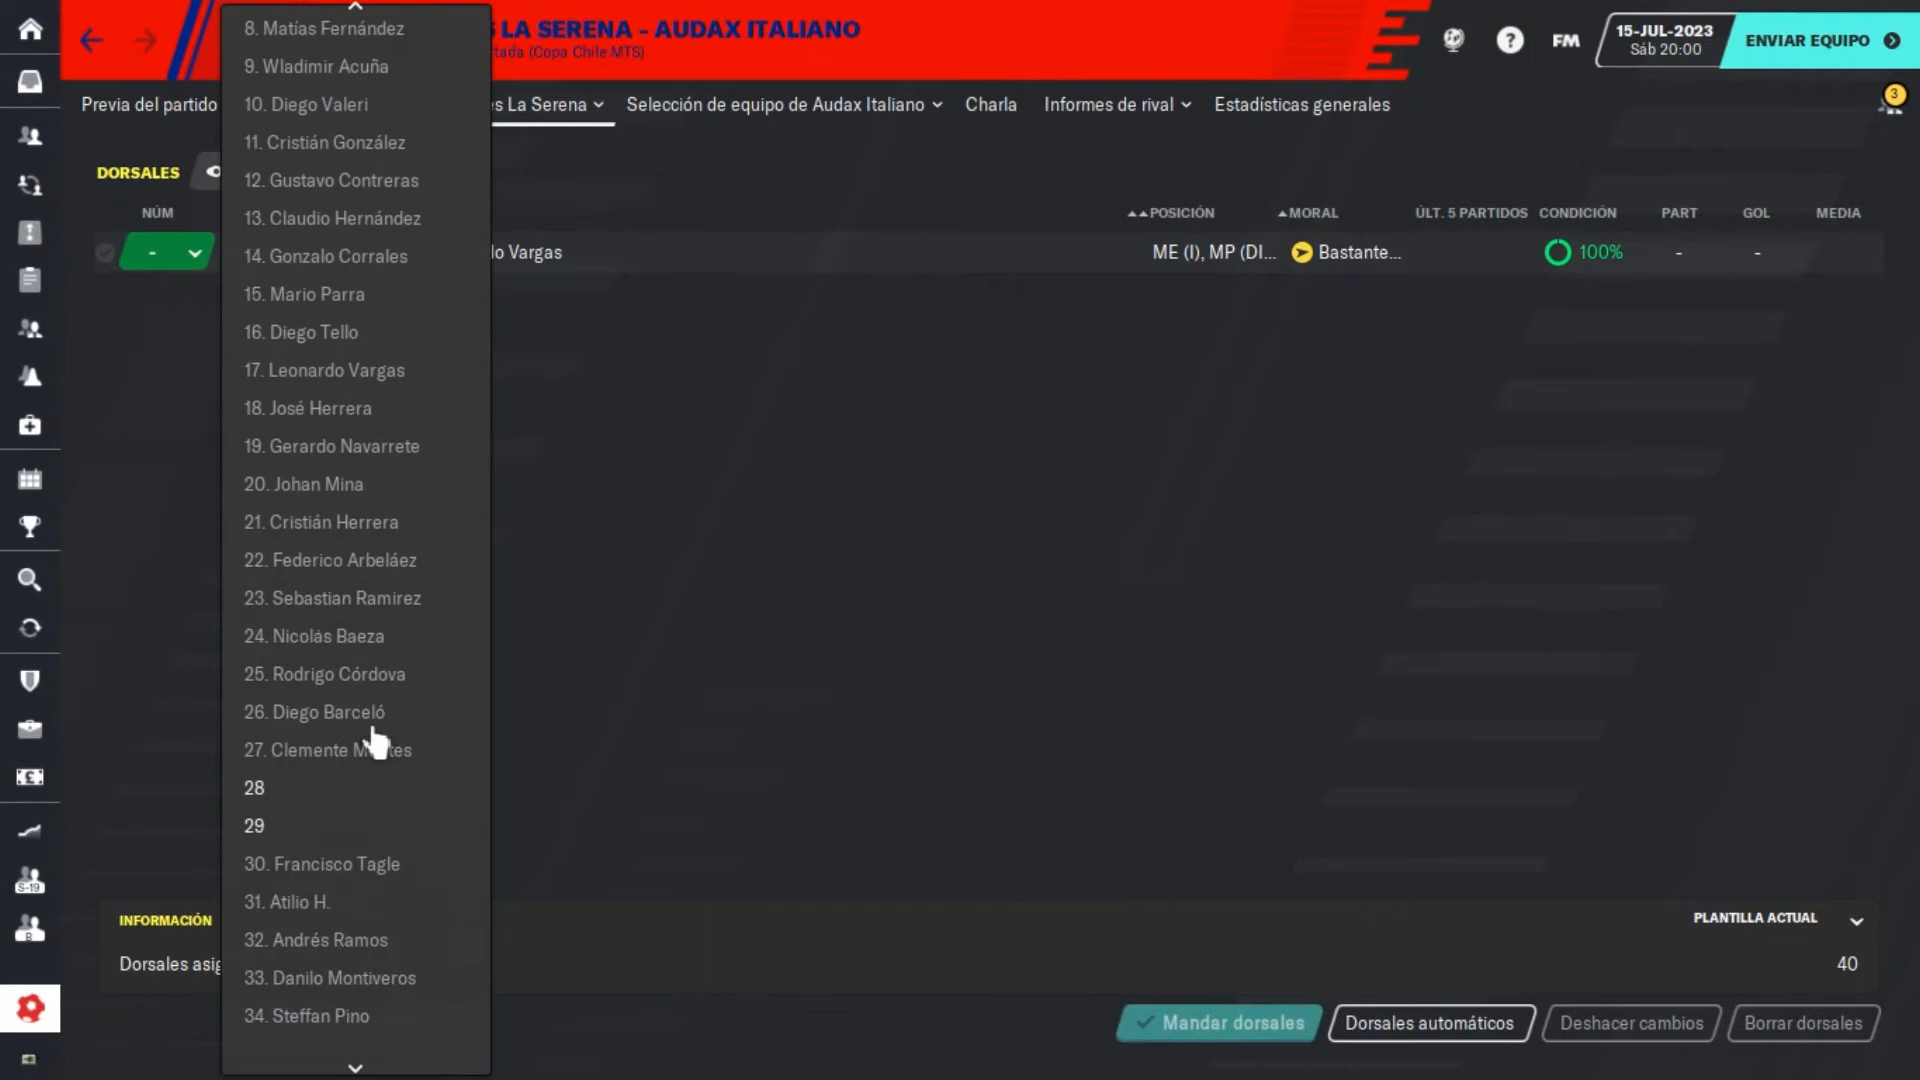 S LA SERENA - AUDAX ITALIANO
tada (Copa Chile MTS)
FM
15-JUL-2023
Sáb 20:00
ENVIAR EQUIPO
Previa del partido
es La Serena
Selección de equipo de Audax Italiano
Charla
Informes de rival
Estadísticas generales
3
DORSALES
NÚM
POSICIÓN
MORAL
ÚLT. 5 PARTIDOS
CONDICIÓN
PART
GOL
MEDIA
-
lo Vargas
ME (I), MP (DI...
Bastante...
100%
-
-
8. Matías Fernández
9. Wladimir Acuña
10. Diego Valeri
11. Cristián González
12. Gustavo Contreras
13. Claudio Hernández
14. Gonzalo Corrales
15. Mario Parra
16. Diego Tello
17. Leonardo Vargas
18. José Herrera
19. Gerardo Navarrete
20. Johan Mina
21. Cristián Herrera
22. Federico Arbeláez
23. Sebastian Ramirez
24. Nicolás Baeza
25. Rodrigo Córdova
26. Diego Barceló
27. Clemente
28
29
30. Francisco Tagle
31. Atilio H.
32. Andrés Ramos
33. Danilo Montiveros
34. Steffan Pino
S-19
B
INFORMACIÓN
PLANTILLA ACTUAL
Dorsales asig
40
Mandar dorsales
Dorsales automáticos
Deshacer cambios
Borrar dorsales